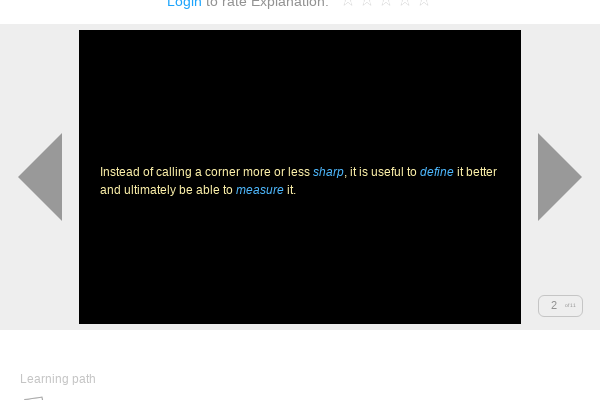 Login to rate Explanation:
Instead of calling a corner more or less sharp, it is useful to define it better
and ultimately be able to measure it.
2 of 11
Learning path